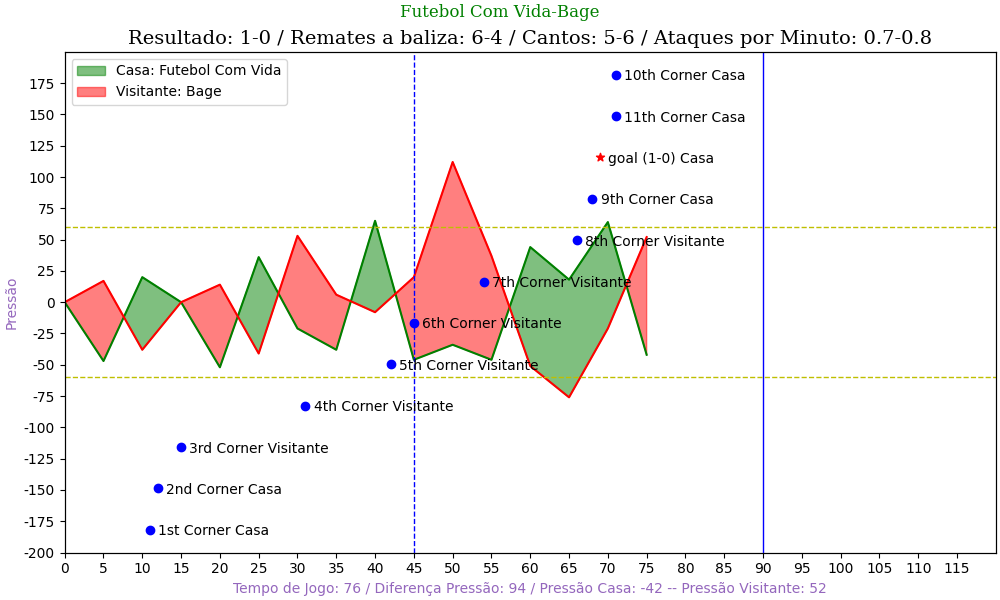 Futebol Com Vida-Bage
Resultado: 1-0 / Remates a baliza: 6-4 / Cantos: 5-6 / Ataques por Minuto: 0.7-0.8
Casa: Futebol Com Vida
Visitante: Bage
10th Corner Casa
11th Corner Casa
goal (1-0) Casa
9th Corner Casa
8th Corner Visitante
7th Corner Visitante
6th Corner Visitante
5th Corner Visitante
4th Corner Visitante
3rd Corner Visitante
2nd Corner Casa
1st Corner Casa
Pressão
175
150
125
100
75
50
25
0
-25
-50
-75
-100
-125
-150
-175
-200
0 5 10 15 20 25 30 35 40 45 50 55 60 65 70 75 80 85 90 95 100 105 110 115
Tempo de Jogo: 76 / Diferença Pressão: 94 / Pressão Casa: -42 -- Pressão Visitante: 52